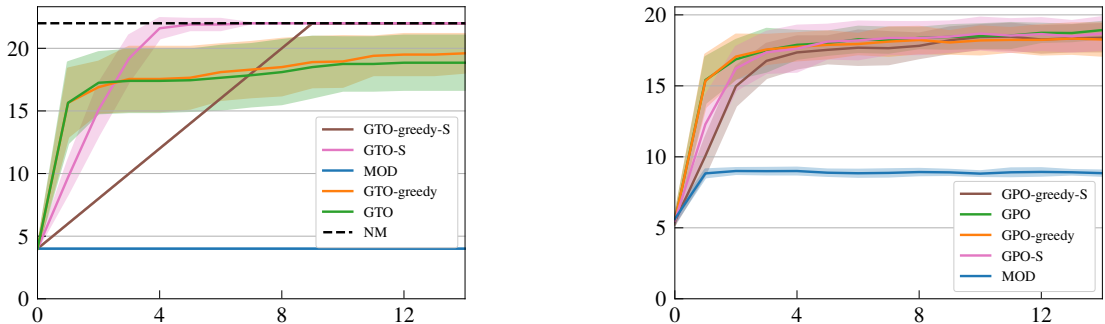 20
15
10
5
0
0
4
8
12
GTO-greedy-S
GTO-S
MOD
GTO-greedy
GTO
NM
20
15
10
5
0
0
4
8
12
GPO-greedy-S
GPO
GPO-greedy
GPO-S
MOD